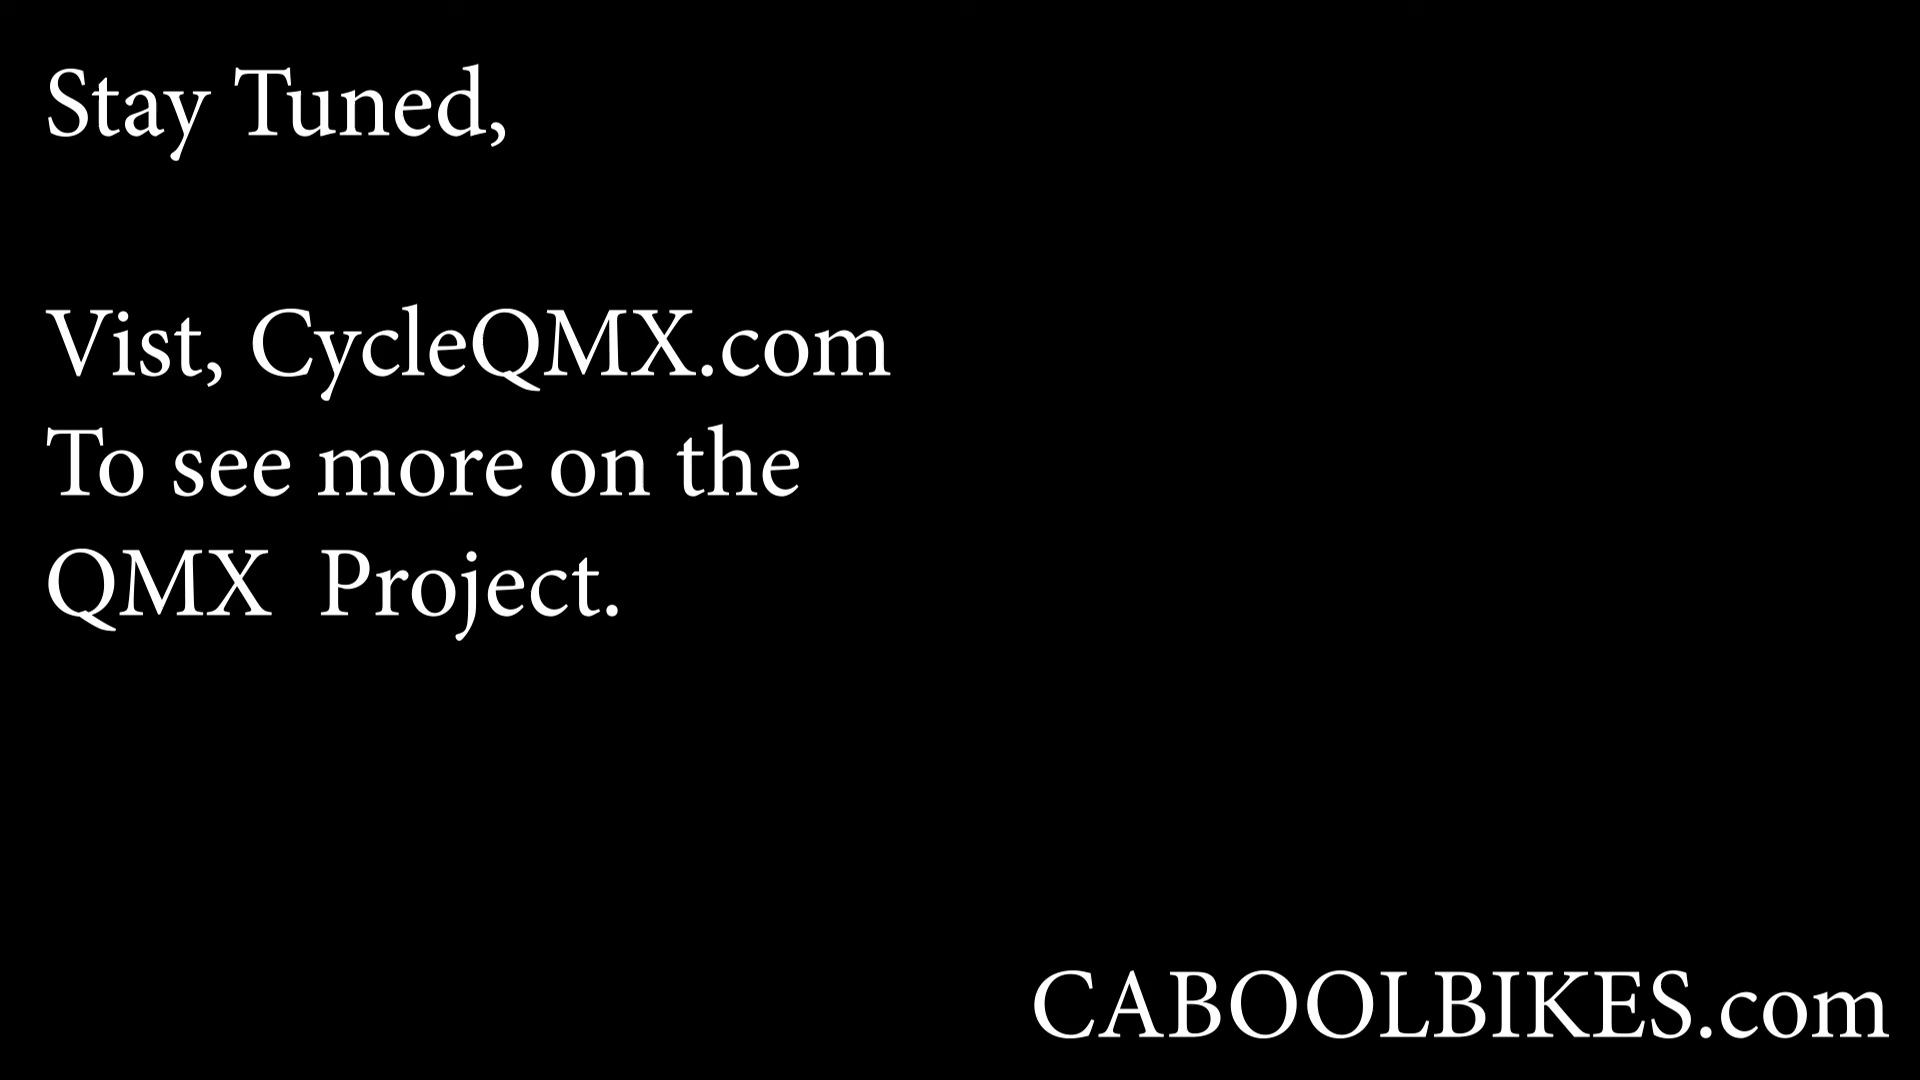 Stay Tuned,
Vist, CycleQMX.com
To see more on the
QMX  Project.
CABOOLBIKES.com